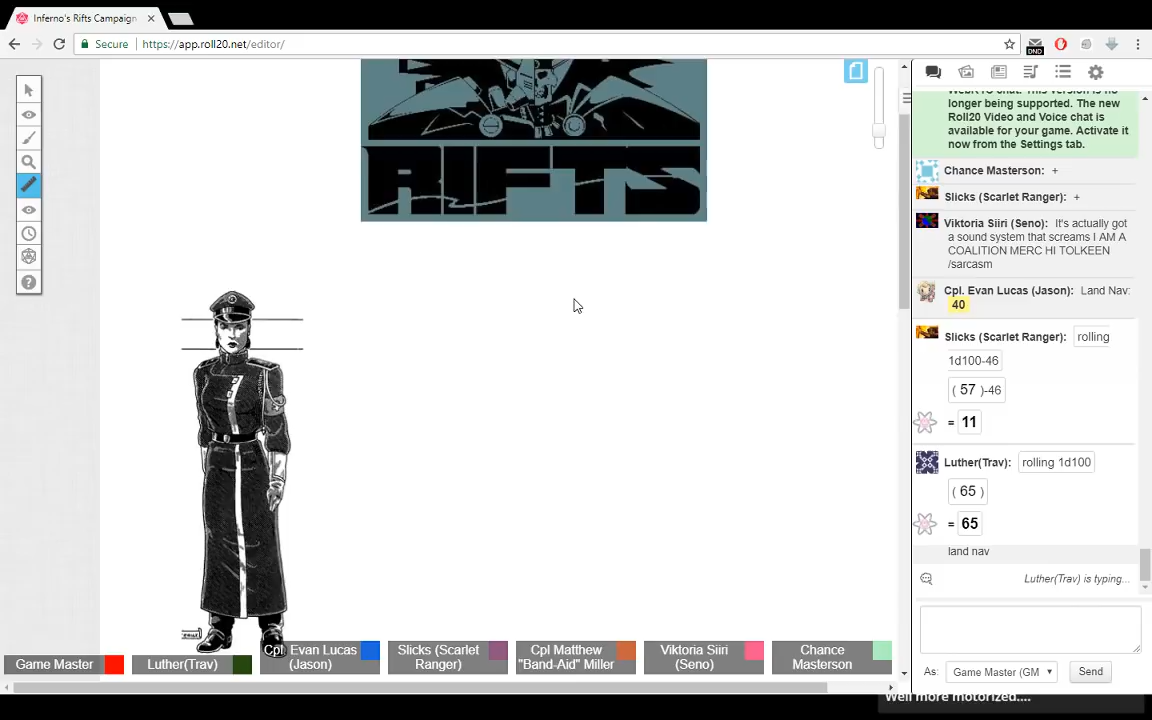 Inferno's Rifts Campaign
Secure
https://app.roll20.net/editor/
DND
RIFTS
WebRTC chat. This version is no
longer being supported. The new
Roll20 Video and Voice chat is
available for your game. Activate it
now from the Settings tab.
Chance Masterson: +
Slicks (Scarlet Ranger): +
Viktoria Siiri (Seno): It's actually got
a sound system that screams I AM A
COALITION MERC HI TOLKEEN
/sarcasm
Cpl. Evan Lucas (Jason): Land Nav:
40
Slicks (Scarlet Ranger): rolling
1d100-46
( 57 )-46
= 11
Luther(Trav): rolling 1d100
( 65 )
= 65
land nav
Luther(Trav) is typing...
Game Master
Luther(Trav)
Cpl. Evan Lucas
(Jason)
Slicks (Scarlet
Ranger)
Cpl Matthew
"Band-Aid" Miller
Viktoria Siiri
(Seno)
Chance
Masterson
As: Game Master (GM
Send
Well more motorized....